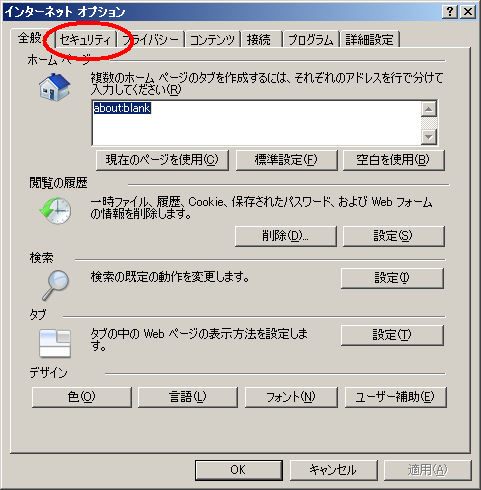 インターネット オプション
全般 セキュリティ プライバシー コンテンツ 接続 プログラム 詳細設定
ホーム ページ
複数のホーム ページのタブを作成するには、それぞれのアドレスを行で分けて
入力してください(R)
about:blank
現在のページを使用(C) 標準設定(F) 空白を使用(B)
閲覧の履歴
一時ファイル、履歴、Cookie、保存されたパスワード、および Web フォーム
の情報を削除します。
削除(D)... 設定(S)
検索
検索の既定の動作を変更します。 設定(I)
タブ
タブの中の Web ページの表示方法を設定しま
す。
設定(T)
デザイン
色(O) 言語(L) フォント(N) ユーザー補助(E)
OK キャンセル 適用(A)